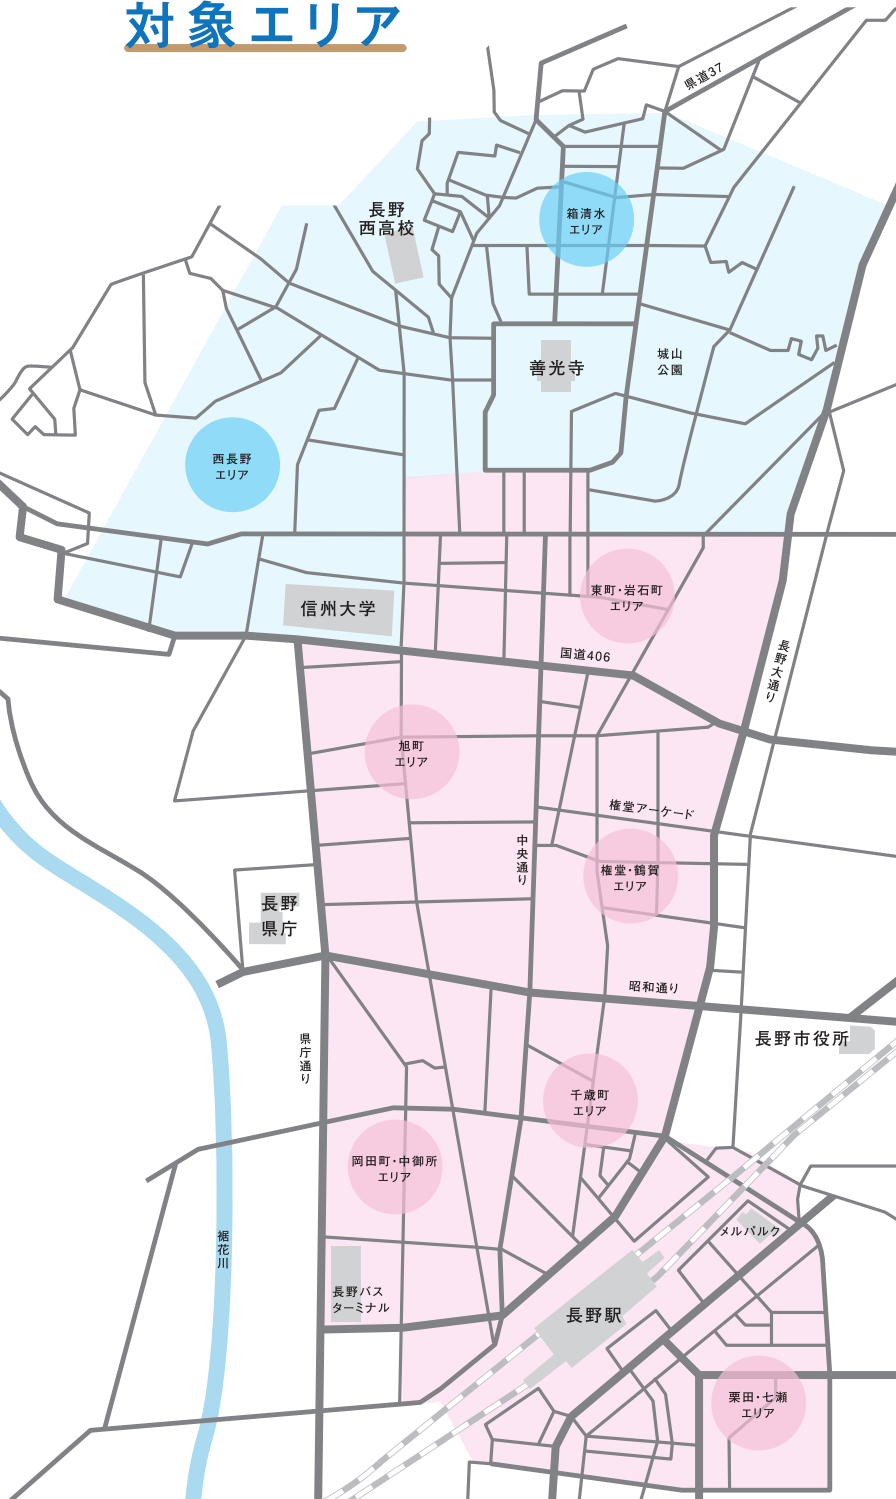 対象エリア
県道37
長野
西高校
箱清水
エリア
善光寺
城山
公園
西長野
エリア
東町・岩石町
エリア
信州大学
国道406
長野大通り
旭町
エリア
権堂アーケード
中央通り
権堂・鶴賀
エリア
長野
県庁
昭和通り
長野市役所
県庁通り
千歳町
エリア
岡田町・中御所
エリア
メルパルク
裾花川
長野バス
ターミナル
長野駅
栗田・七瀬
エリア